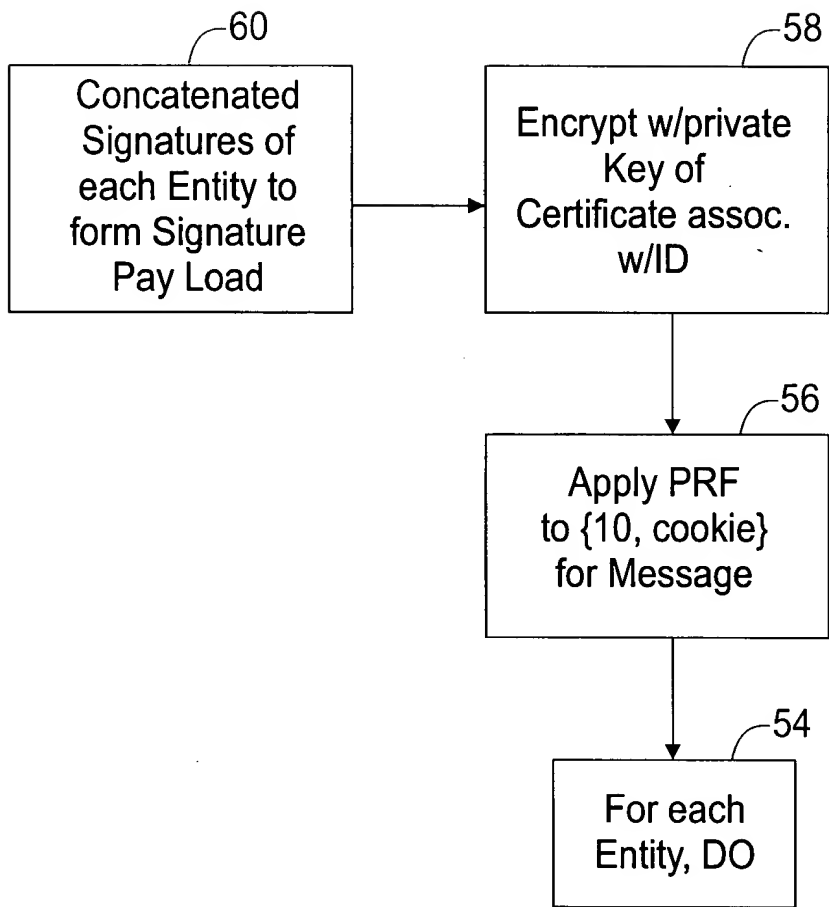 60
Concatenated
Signatures of
each Entity to
form Signature
Pay Load
58
Encrypt w/private
Key of
Certificate assoc.
w/ID
56
Apply PRF
to {10, cookie}
for Message
54
For each
Entity, DO